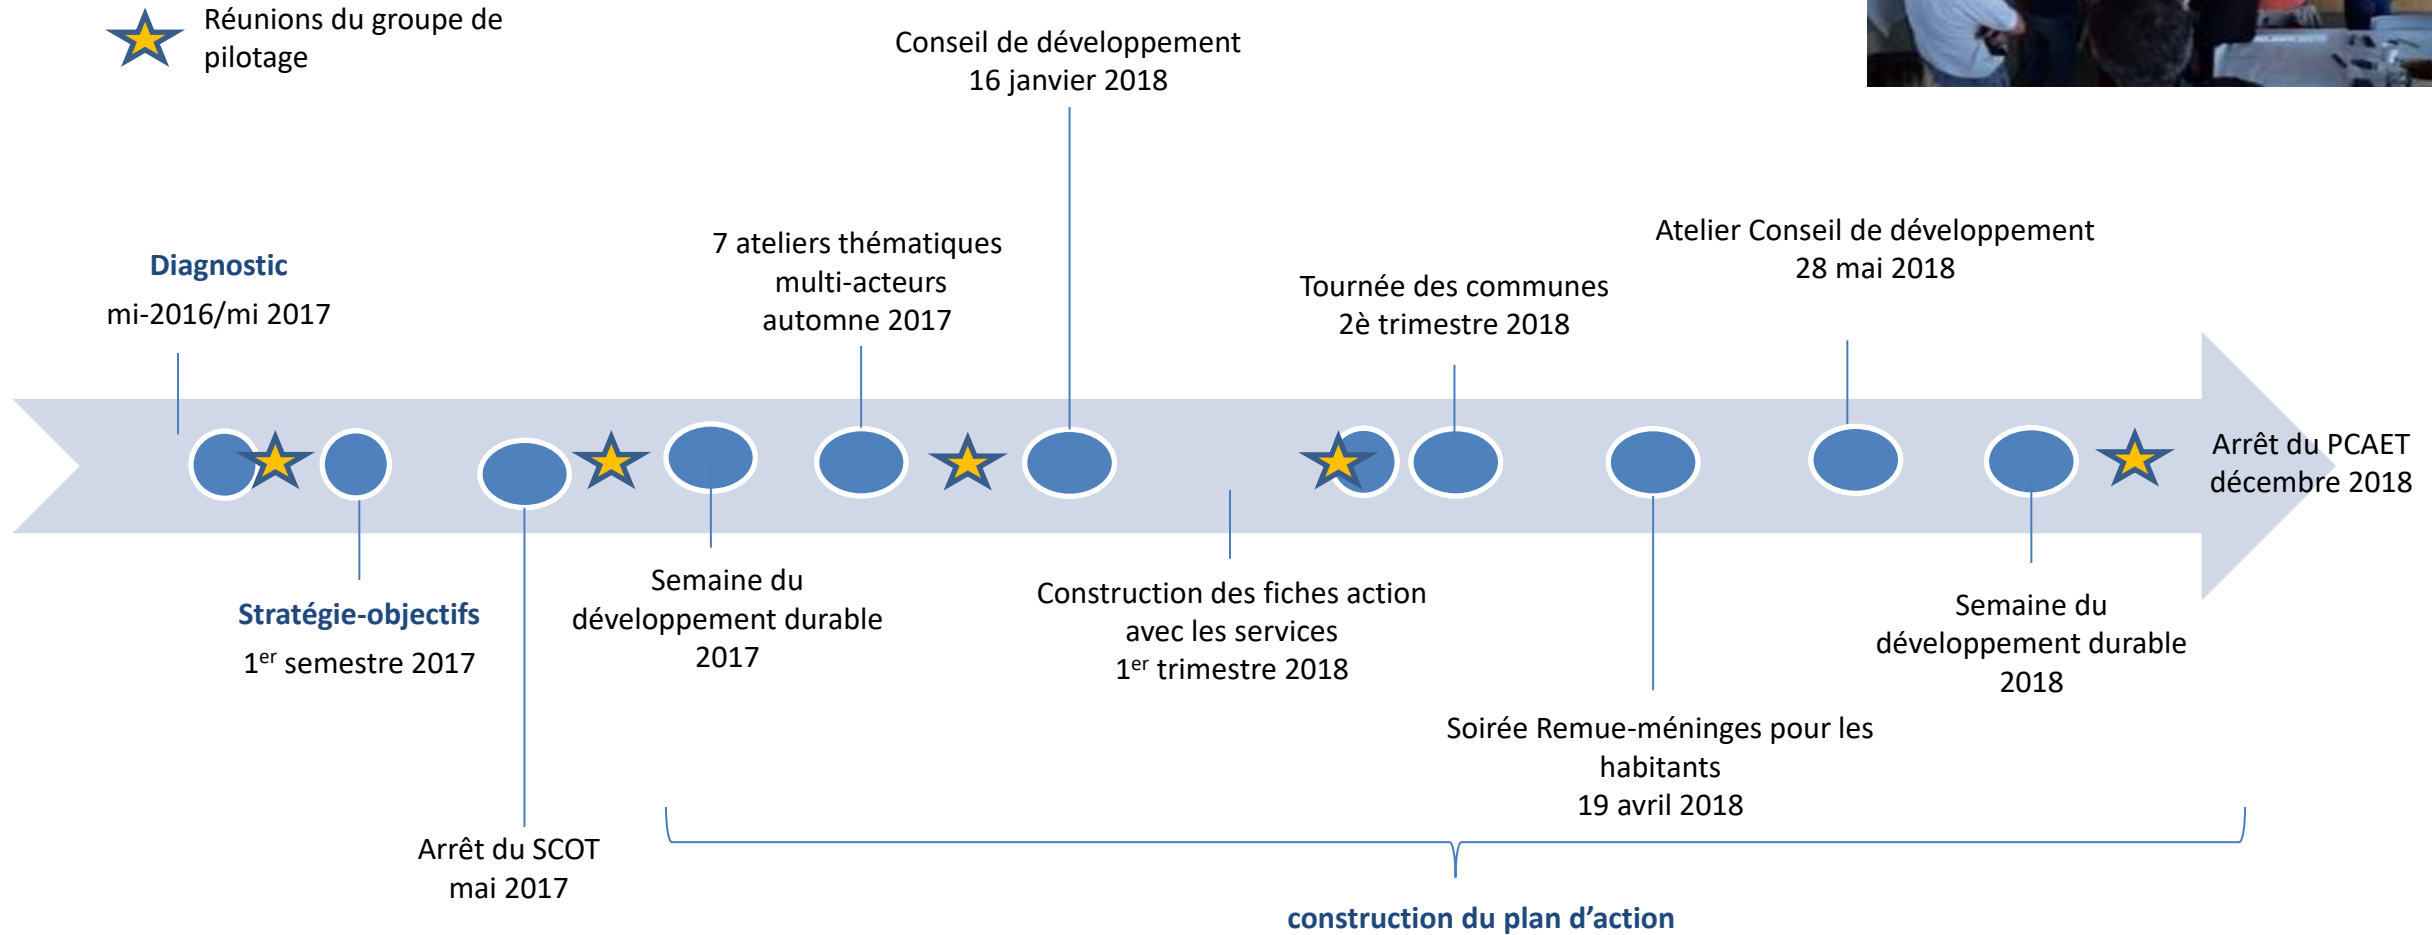 Réunions du groupe de
pilotage
Conseil de développement
16 janvier 2018
7 ateliers thématiques
multi-acteurs
automne 2017
Atelier Conseil de développement
28 mai 2018
Diagnostic
mi-2016/mi 2017
Tournée des communes
2è trimestre 2018
Arrêt du PCAET
décembre 2018
Stratégie-objectifs
1er semestre 2017
Semaine du
développement durable
2017
Construction des fiches action
avec les services
1er trimestre 2018
Semaine du
développement durable
2018
Soirée Remue-méninges pour les
habitants
19 avril 2018
Arrêt du SCOT
mai 2017
construction du plan d’action